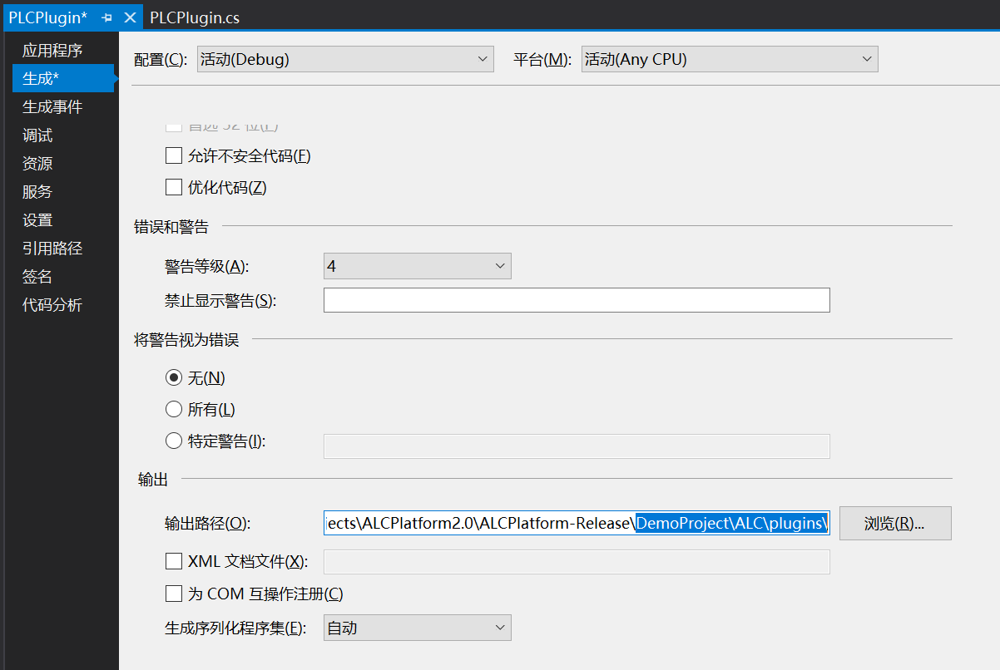 PLCPlugin* PLCPlugin.cs
应用程序
生成*
生成事件
调试
资源
服务
设置
引用路径
签名
代码分析
配置(C): 活动(Debug) 平台(M): 活动(Any CPU)
允许不安全代码(F)
优化代码(Z)
错误和警告
警告等级(A): 4
禁止显示警告(S):
将警告视为错误
无(N)
所有(L)
特定警告(I):
输出
输出路径(O): jects\ALCPlatform2.0\ALCPlatform-Release\DemoProject\ALC\plugins\ 浏览(R)...
XML 文档文件(X):
为 COM 互操作注册(C)
生成序列化程序集(E): 自动